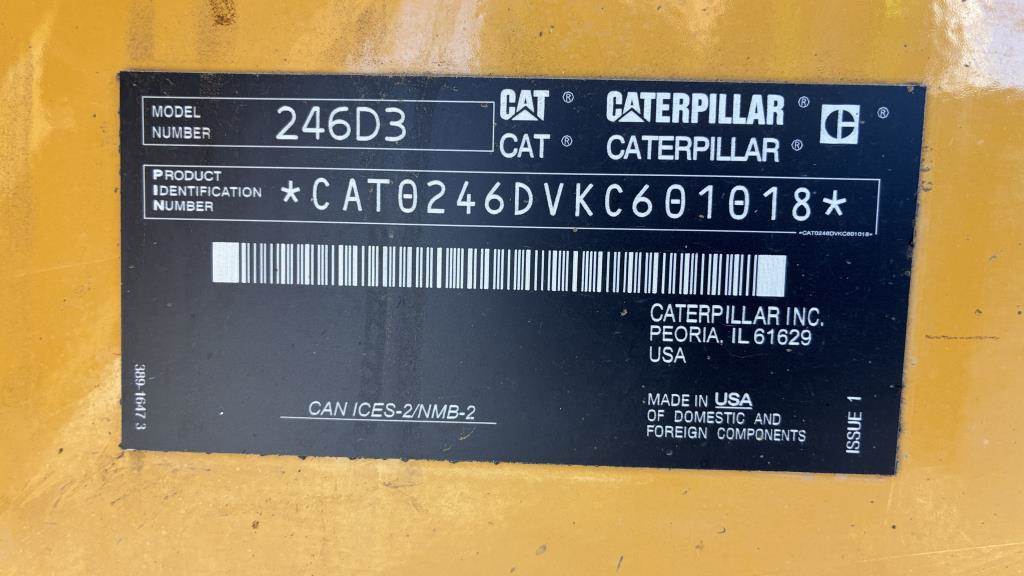 MODEL
NUMBER
246D3
CAT ® CATERPILLAR ® ®
CAT ® CATERPILLAR ®
PRODUCT
IDENTIFICATION
NUMBER
*CAT0246DVKC601018*
*CAT0246DVKC601018*
CATERPILLAR INC.
PEORIA, IL 61629
USA
389-1647 3
CAN ICES-2/NMB-2
MADE IN USA
OF DOMESTIC AND
FOREIGN COMPONENTS
ISSUE 1